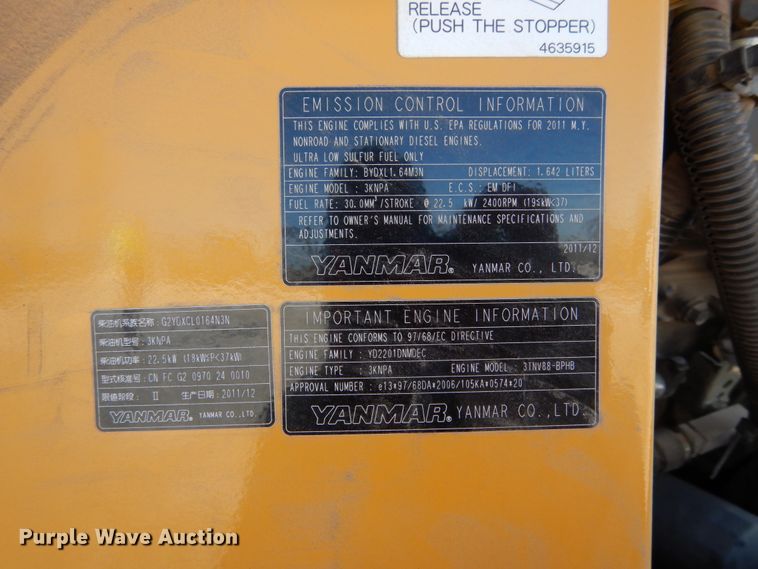 RELEASE
(PUSH THE STOPPER)
4635915
EMISSION CONTROL INFORMATION
THIS ENGINE COMPLIES WITH U.S. EPA REGULATIONS FOR 2011 M.Y.
NONROAD AND STATIONARY DIESEL ENGINES.
ULTRA LOW SULFUR FUEL ONLY
ENGINE FAMILY: BYDXL1.64M3N DISPLACEMENT: 1.642 LITERS
ENGINE MODEL: 3KNPA E.C.S.: EM DFI
FUEL RATE: 30.0MM³/STROKE @ 22.5 kW/ 2400RPM (19≤kW<37)
REFER TO OWNER'S MANUAL FOR MAINTENANCE SPECIFICATIONS AND
ADJUSTMENTS.
2011/12
YANMAR® YANMAR CO., LTD.
柴油机系族名称: G2YDXCL0164N3N
柴油机型号: 3KNPA
柴油机功率: 22.5kW (18kW≤P<37kW)
型式核准号: CN FC G2 0970 24 0010
限值阶段: II 生产日期: 2011/12
YANMAR® YANMAR CO.,LTD.
IMPORTANT ENGINE INFORMATION
THIS ENGINE CONFORMS TO 97/68/EC DIRECTIVE
ENGINE FAMILY: YD2201DNMDEC
ENGINE TYPE: 3KNPA ENGINE MODEL: 3TNV88-BPHB
APPROVAL NUMBER: e13*97/68DA*2006/105KA*0574*20
YANMAR® YANMAR CO., LTD.
Purple Wave Auction